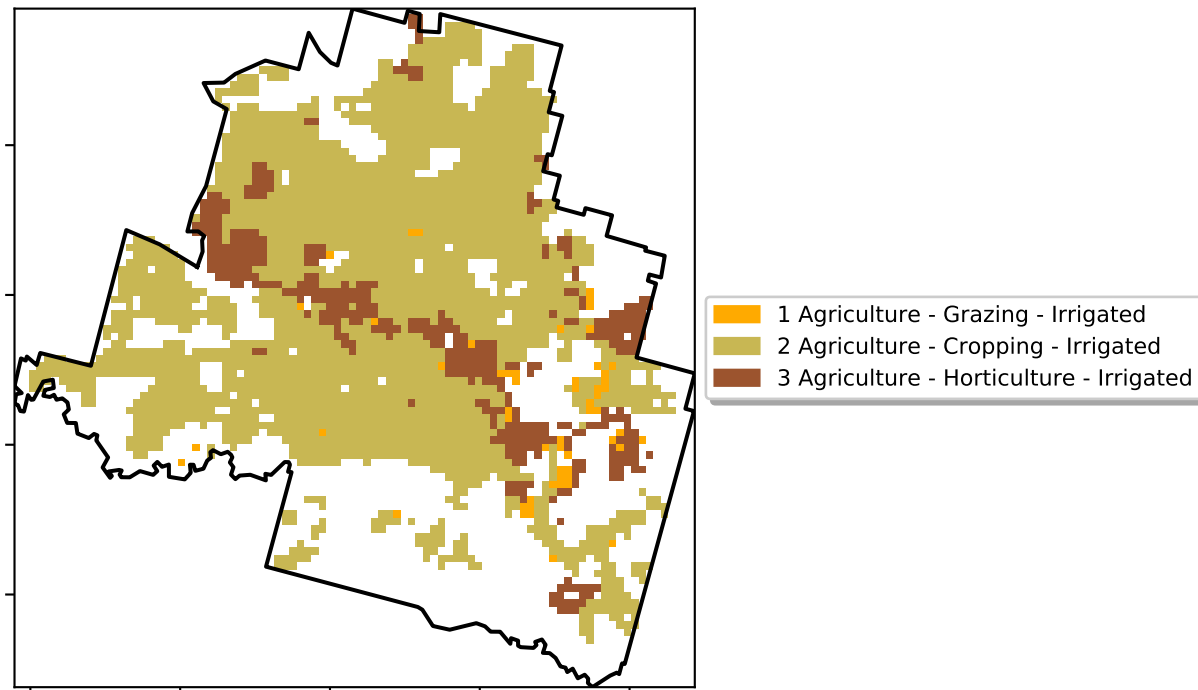 1 Agriculture - Grazing - Irrigated
2 Agriculture - Cropping - Irrigated
3 Agriculture - Horticulture - Irrigated